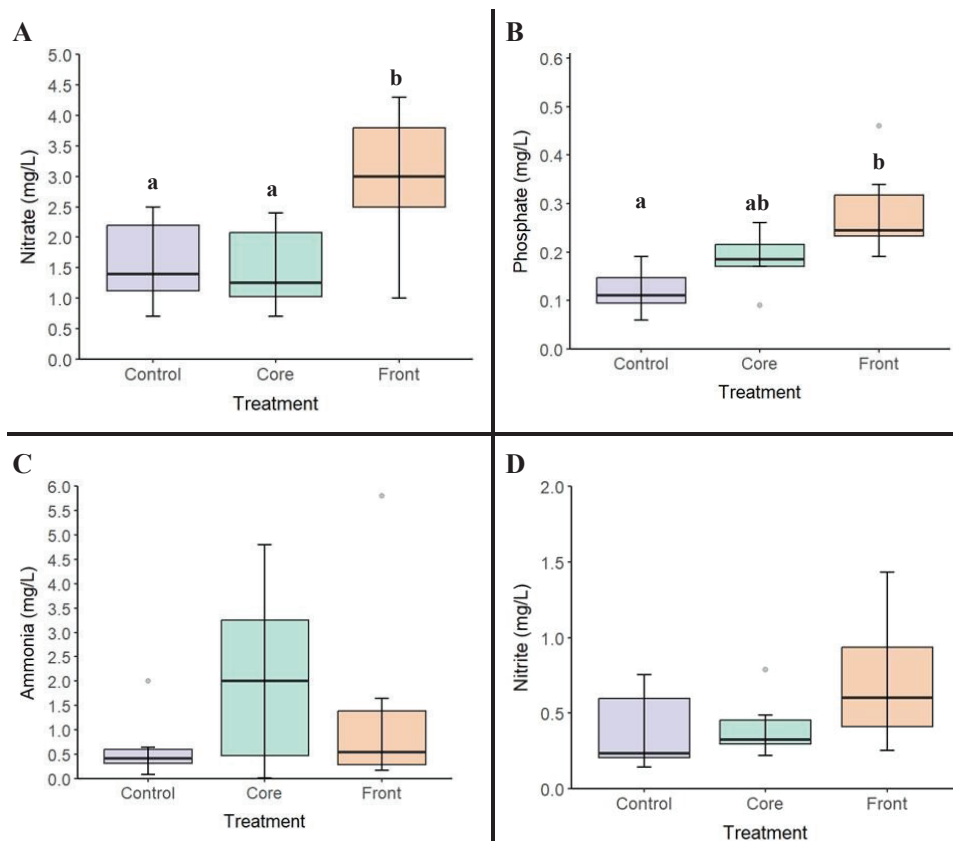 A
Nitrate (mg/L)
5.0
4.5
4.0
3.5
3.0
2.5
2.0
1.5
1.0
0.5
0.0
a
a
b
Control Core Front
Treatment
B
Phosphate (mg/L)
0.6
0.5
0.4
0.3
0.2
0.1
0.0
a
ab
b
Control Core Front
Treatment
C
Ammonia (mg/L)
6.0
5.5
5.0
4.5
4.0
3.5
3.0
2.5
2.0
1.5
1.0
0.5
0.0
Control Core Front
Treatment
D
Nitrite (mg/L)
2.0
1.5
1.0
0.5
0.0
Control Core Front
Treatment